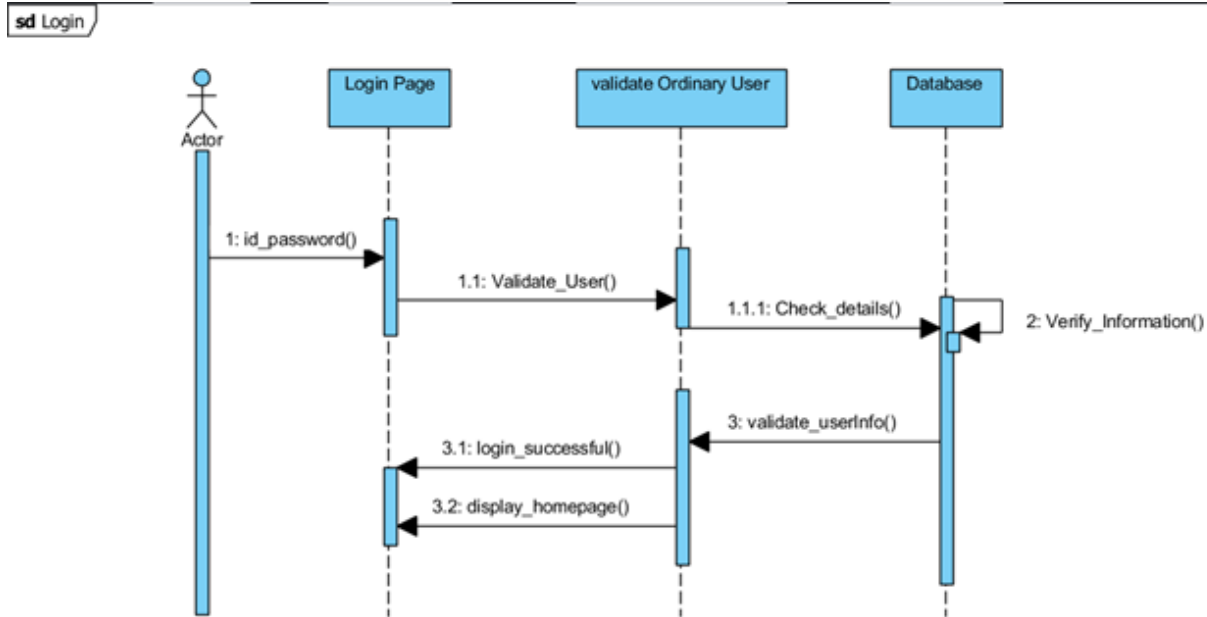 sd Login
Login Page
validate Ordinary User
Database
Actor
1: id_password()
1.1: Validate_User()
1.1.1: Check_details()
2: Verify_Information()
3: validate_userInfo()
3.1: login_successful()
3.2: display_homepage()